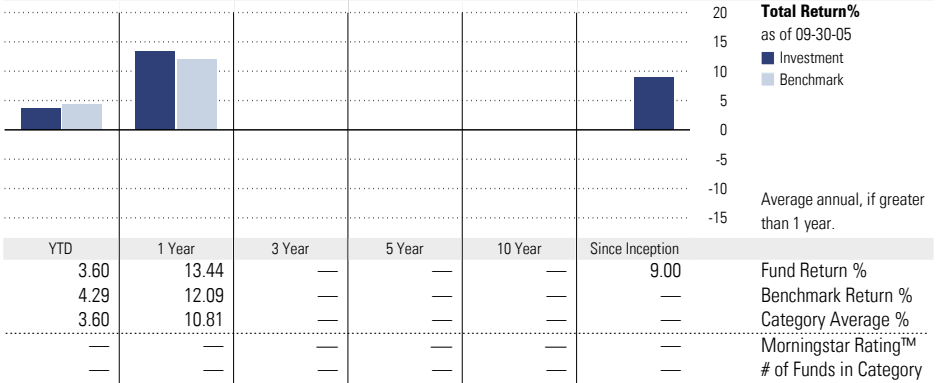 20
15
10
5
0
-5
-10
-15
Total Return%
as of 09-30-05
Investment
Benchmark
Average annual, if greater
than 1 year.
YTD 1 Year 3 Year 5 Year 10 Year Since Inception
3.60 13.44 — — — 9.00 Fund Return %
4.29 12.09 — — — — Benchmark Return %
3.60 10.81 — — — — Category Average %
— — — — — — Morningstar Rating™
— — — — — — # of Funds in Category